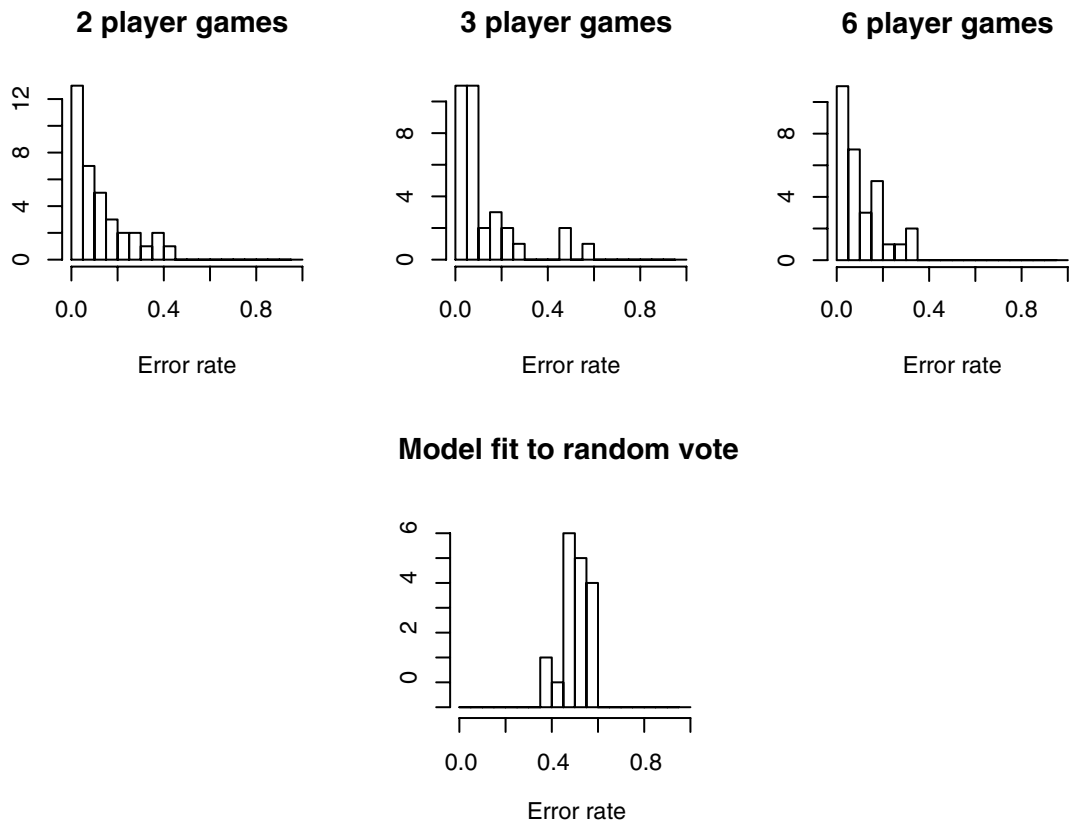 2 player games
0 4 8 12
0.0 0.4 0.8
Error rate
3 player games
0 4 8
0.0 0.4 0.8
Error rate
6 player games
0 4 8
0.0 0.4 0.8
Error rate
Model fit to random vote
0 2 4 6
0.0 0.4 0.8
Error rate